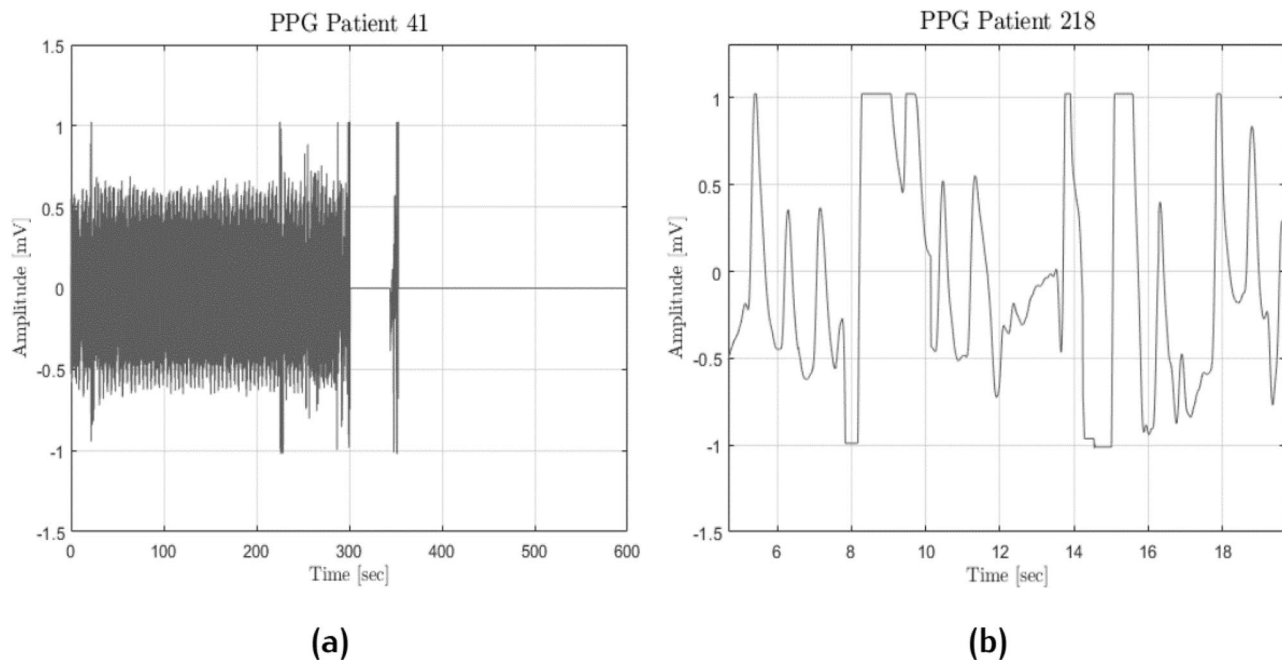 PPG Patient 41
1.5
1
0.5
0
-0.5
-1
-1.5
Amplitude [mV]
0 100 200 300 400 500 600
Time [sec]
(a)
PPG Patient 218
1
0.5
0
-0.5
-1
-1.5
Amplitude [mV]
6 8 10 12 14 16 18
Time [sec]
(b)